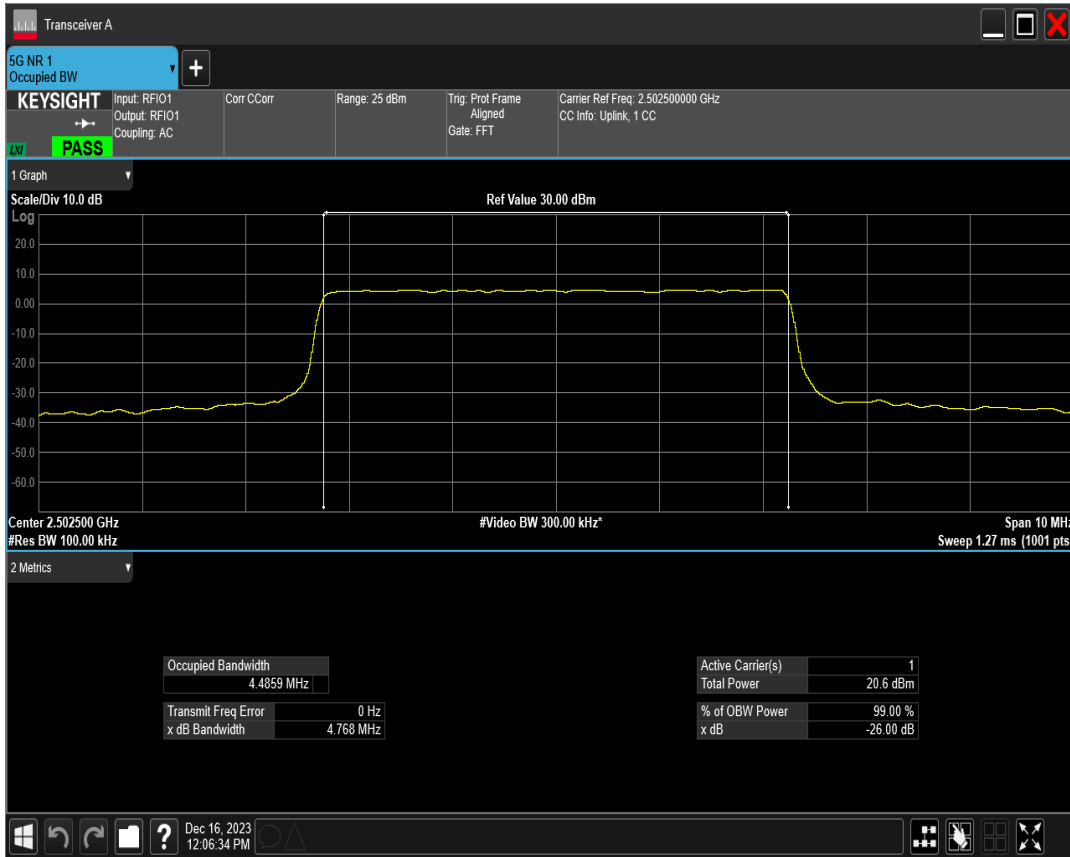 Transceiver A
5G NR 1
Occupied BW
+
KEYSIGHT
LXI
PASS
Input: RFIO1
Output: RFIO1
Coupling: AC
Corr CCorr
Range: 25 dBm
Trig: Prot Frame
Aligned
Gate: FFT
Carrier Ref Freq: 2.502500000 GHz
CC Info: Uplink, 1 CC
1 Graph
Scale/Div 10.0 dB
Ref Value 30.00 dBm
Log
20.0
10.0
0.00
-10.0
-20.0
-30.0
-40.0
-50.0
-60.0
Center 2.502500 GHz
#Video BW 300.00 kHz*
Span 10 MHz
#Res BW 100.00 kHz
Sweep 1.27 ms (1001 pts
2 Metrics
Occupied Bandwidth
4.4859 MHz
Transmit Freq Error 0 Hz
x dB Bandwidth 4.768 MHz
Active Carrier(s) 1
Total Power 20.6 dBm
% of OBW Power 99.00 %
x dB -26.00 dB
?
Dec 16, 2023
12:06:34 PM